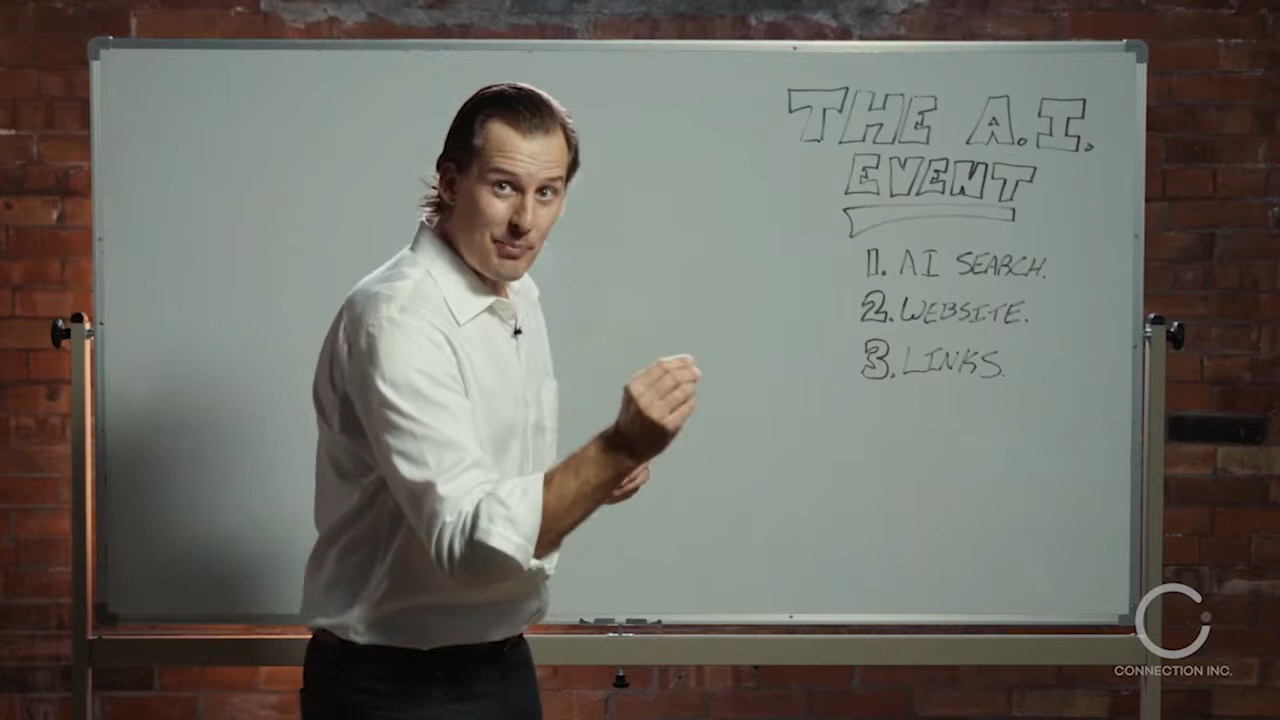 THE A.I.
EVENT
1. AI SEARCH.
2. WEBSITE.
3. LINKS.
CONNECTION INC.